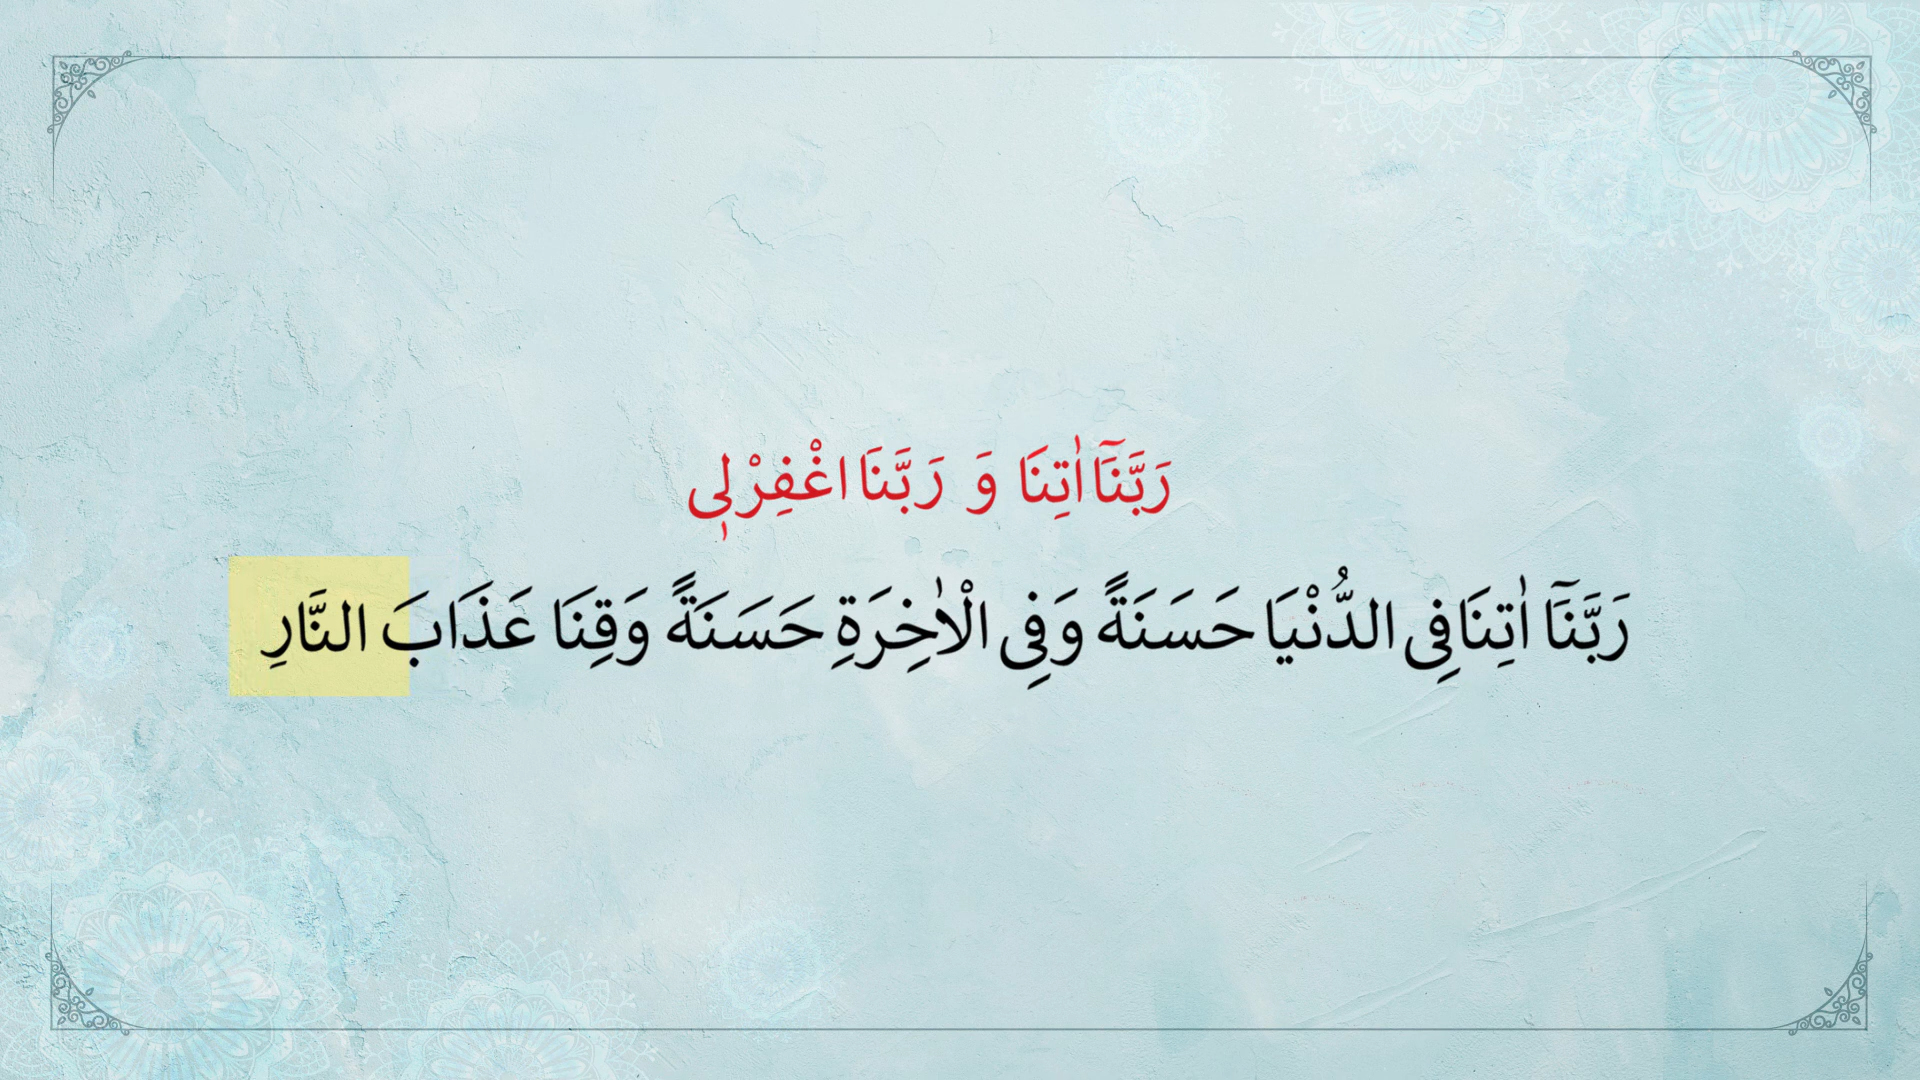 رَبَّنَٓا اٰتِنَا وَ رَبَّنَا اغْفِرْلٖى
رَبَّنَٓا اٰتِنَا فِى الدُّنْيَا حَسَنَةً وَفِى الْاٰخِرَةِ حَسَنَةً وَقِنَا عَذَابَ النَّارِ